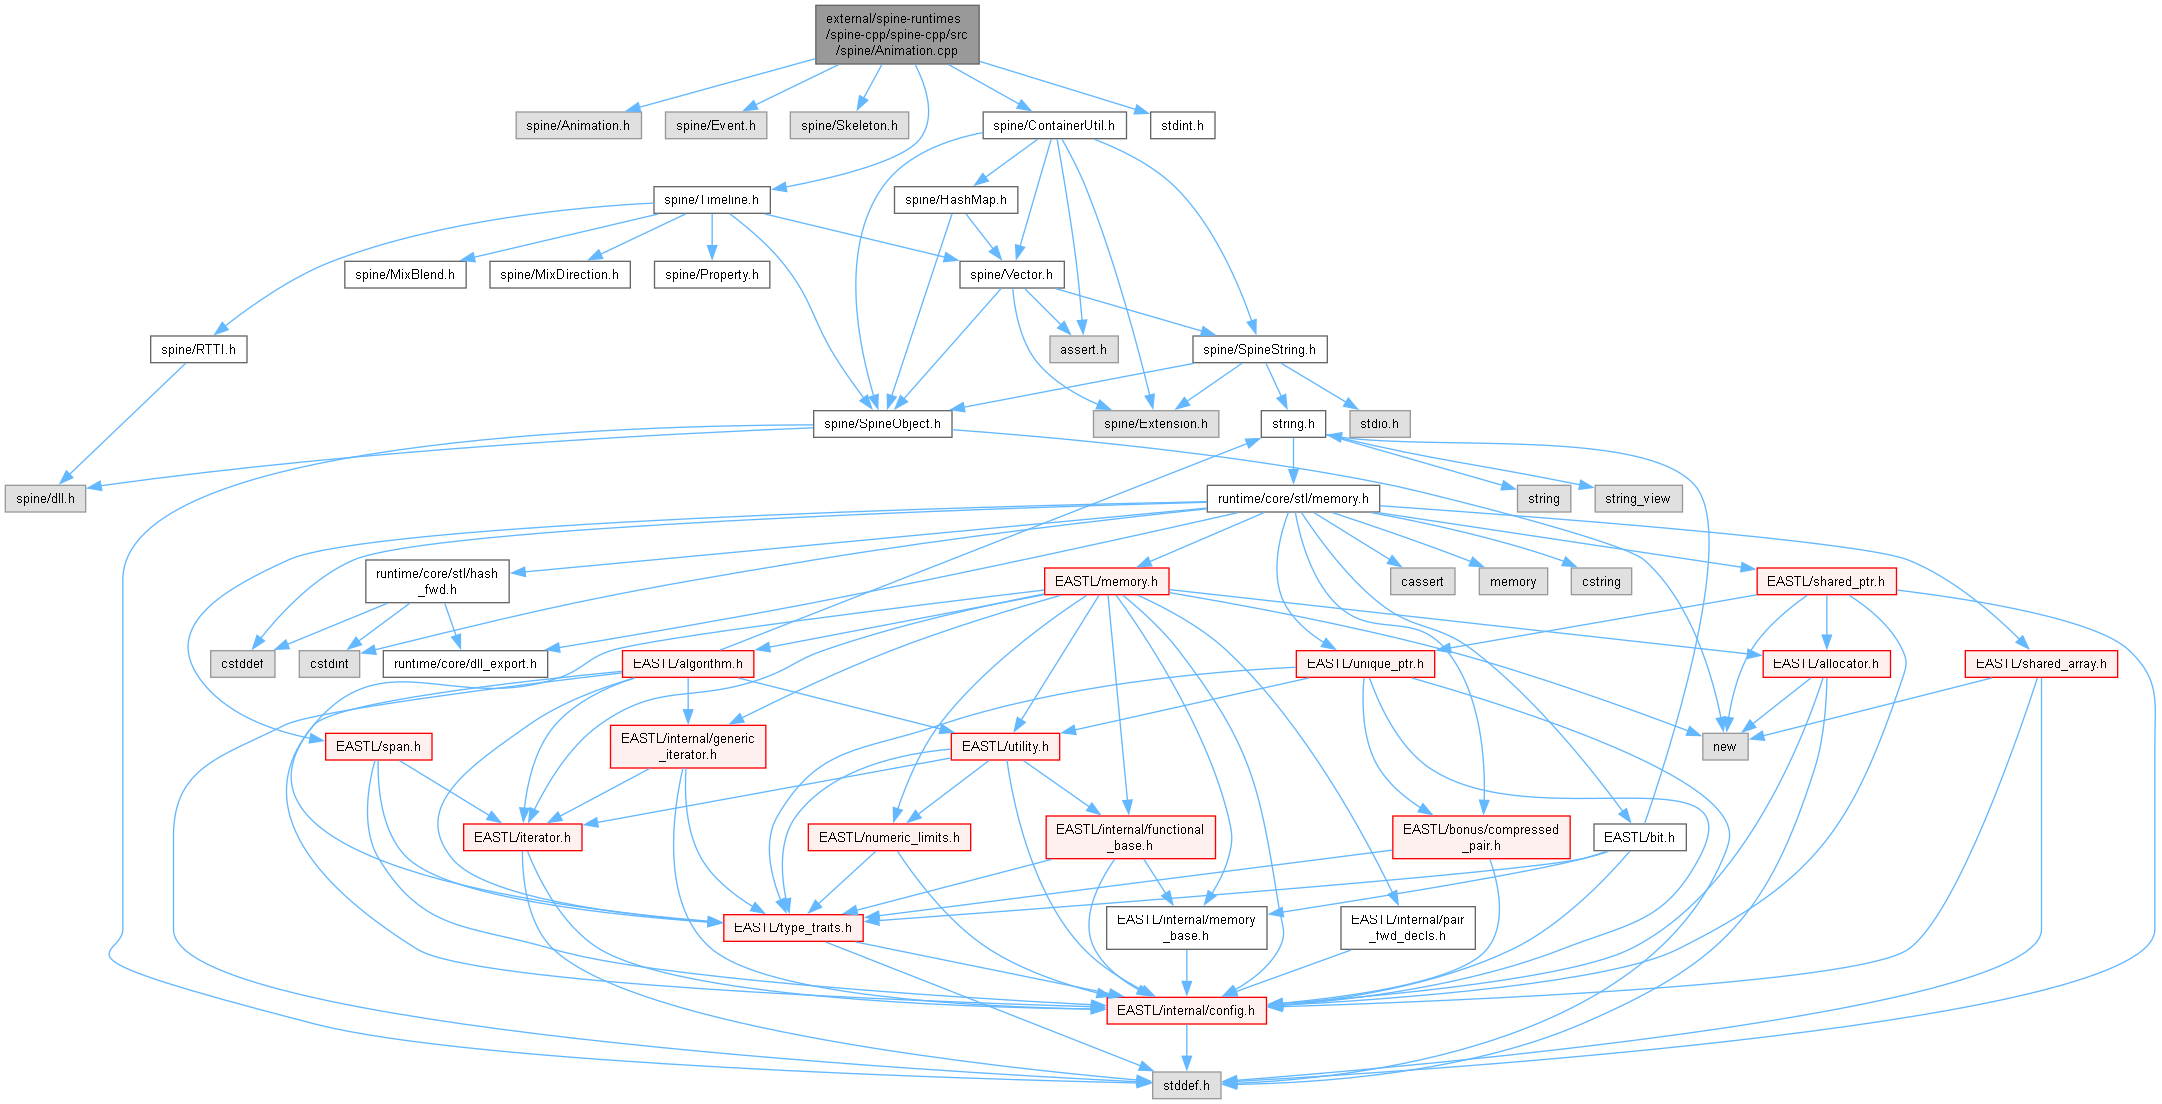 external/spine-runtimes
/spine-cpp/spine-cpp/src
/spine/Animation.cpp
spine/Animation.h
spine/Event.h
spine/Skeleton.h
spine/ContainerUtil.h
stdint.h
spine/Timeline.h
spine/HashMap.h
spine/MixBlend.h
spine/MixDirection.h
spine/Property.h
spine/Vector.h
spine/RTTI.h
assert.h
spine/SpineString.h
spine/SpineObject.h
spine/Extension.h
string.h
stdio.h
spine/dll.h
runtime/core/stl/memory.h
string
string_view
runtime/core/stl/hash
_fwd.h
EASTL/memory.h
cassert
memory
cstring
EASTL/shared_ptr.h
cstddef
cstdint
runtime/core/dll_export.h
EASTL/algorithm.h
EASTL/unique_ptr.h
EASTL/allocator.h
EASTL/shared_array.h
EASTL/span.h
EASTL/internal/generic
_iterator.h
EASTL/utility.h
new
EASTL/iterator.h
EASTL/numeric_limits.h
EASTL/internal/functional
_base.h
EASTL/bonus/compressed
_pair.h
EASTL/bit.h
EASTL/type_traits.h
EASTL/internal/memory
_base.h
EASTL/internal/pair
_fwd_decls.h
EASTL/internal/config.h
stddef.h